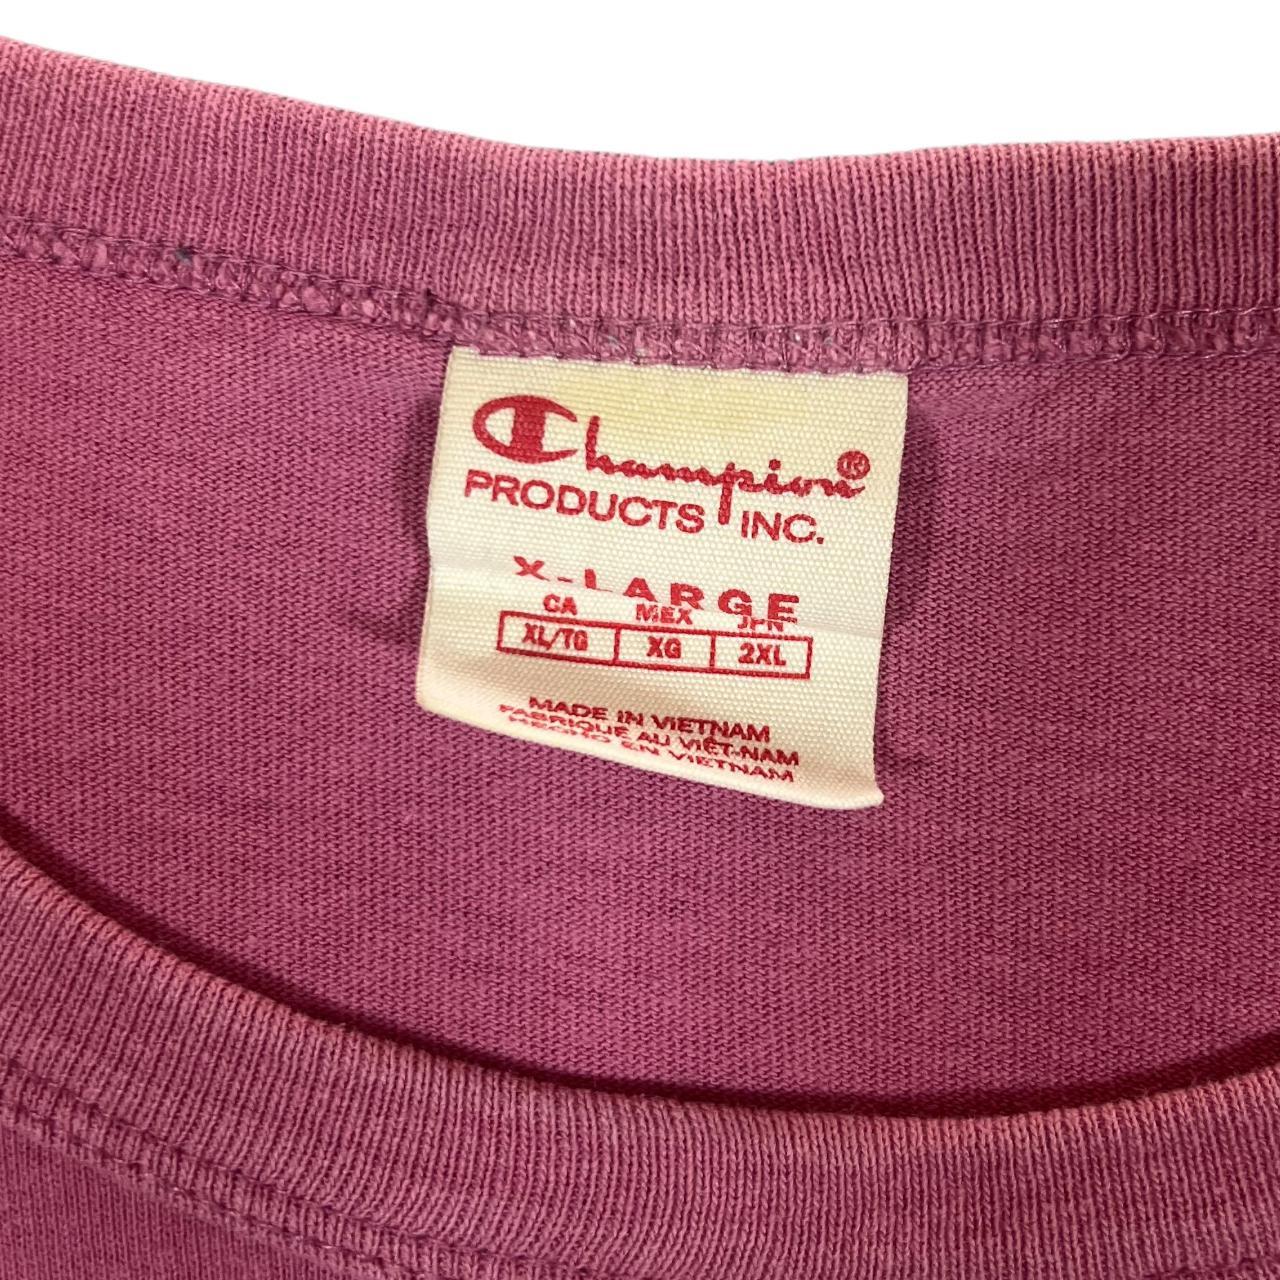 Champion®
PRODUCTS INC.
X-LARGE
CA MEX JPN
XL/TG XG 2XL
MADE IN VIETNAM
FABRIQUE AU VIÊT-NAM
HECHO EN VIETNAM